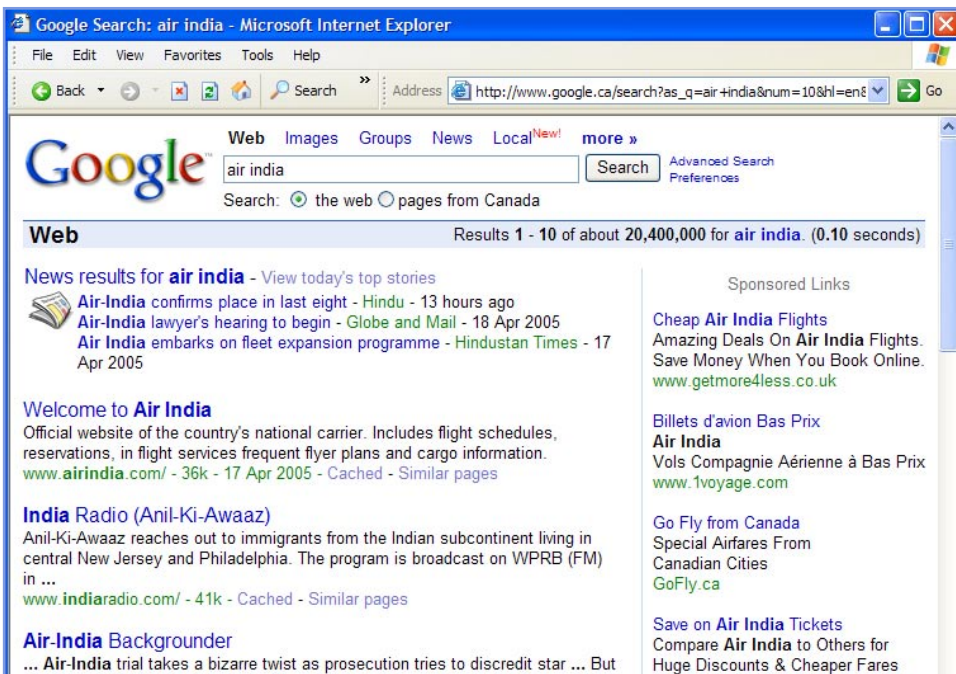 Google Search: air india - Microsoft Internet Explorer
File Edit View Favorites Tools Help
Back Search » Address http://www.google.ca/search?as_q=air+india&num=10&hl=en& Go
Google™
Web Images Groups News Local New! more »
air india Search Advanced Search
Preferences
Search: the web pages from Canada
Web Results 1 - 10 of about 20,400,000 for air india. (0.10 seconds)
News results for air india - View today's top stories
Air-India confirms place in last eight - Hindu - 13 hours ago
Air-India lawyer's hearing to begin - Globe and Mail - 18 Apr 2005
Air India embarks on fleet expansion programme - Hindustan Times - 17
Apr 2005
Welcome to Air India
Official website of the country's national carrier. Includes flight schedules,
reservations, in flight services frequent flyer plans and cargo information.
www.airindia.com/ - 36k - 17 Apr 2005 - Cached - Similar pages
India Radio (Anil-Ki-Awaaz)
Anil-Ki-Awaaz reaches out to immigrants from the Indian subcontinent living in
central New Jersey and Philadelphia. The program is broadcast on WPRB (FM)
in ...
www.indiaradio.com/ - 41k - Cached - Similar pages
Air-India Backgrounder
... Air-India trial takes a bizarre twist as prosecution tries to discredit star ... But
Sponsored Links
Cheap Air India Flights
Amazing Deals On Air India Flights.
Save Money When You Book Online.
www.getmore4less.co.uk
Billets d'avion Bas Prix
Air India
Vols Compagnie Aérienne à Bas Prix
www.1voyage.com
Go Fly from Canada
Special Airfares From
Canadian Cities
GoFly.ca
Save on Air India Tickets
Compare Air India to Others for
Huge Discounts & Cheaper Fares